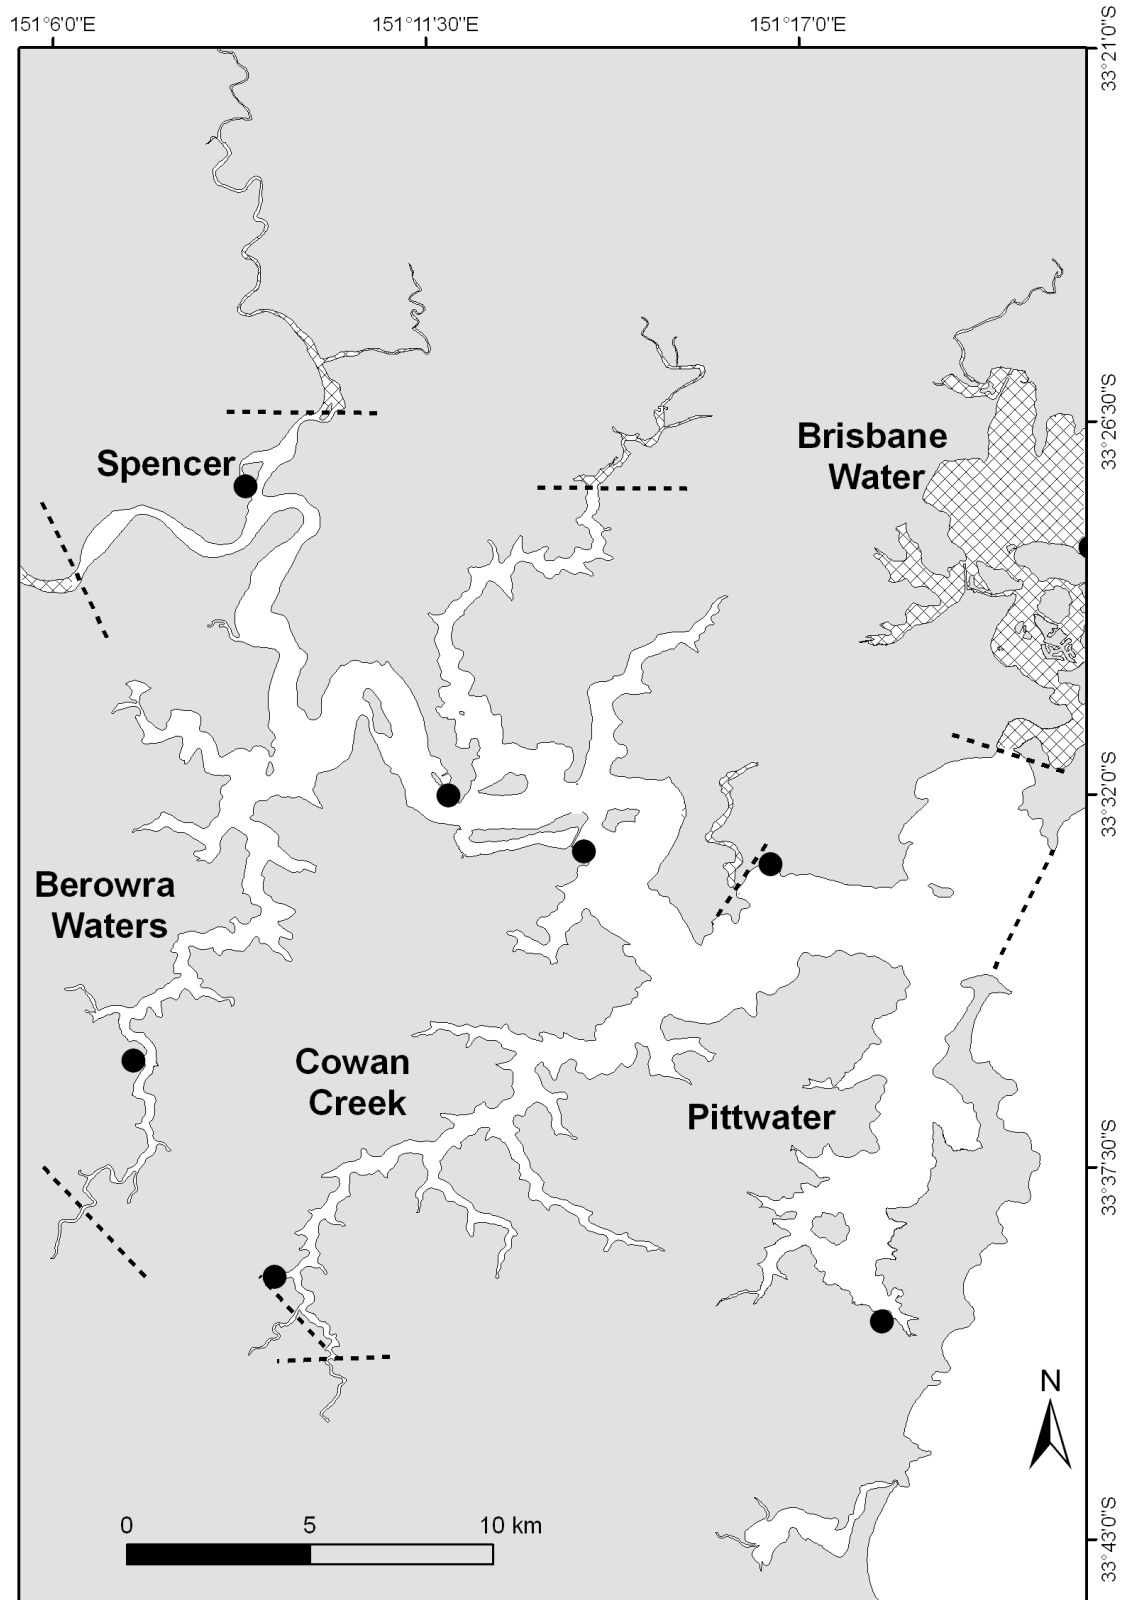 151°6'0"E
151°11'30"E
151°17'0"E
33°21'0"S
33°26'30"S
Brisbane
Water
Spencer
33°32'0"S
Berowra
Waters
Cowan
Creek
Pittwater
33°37'30"S
N
33°43'0"S
0
5
10 km